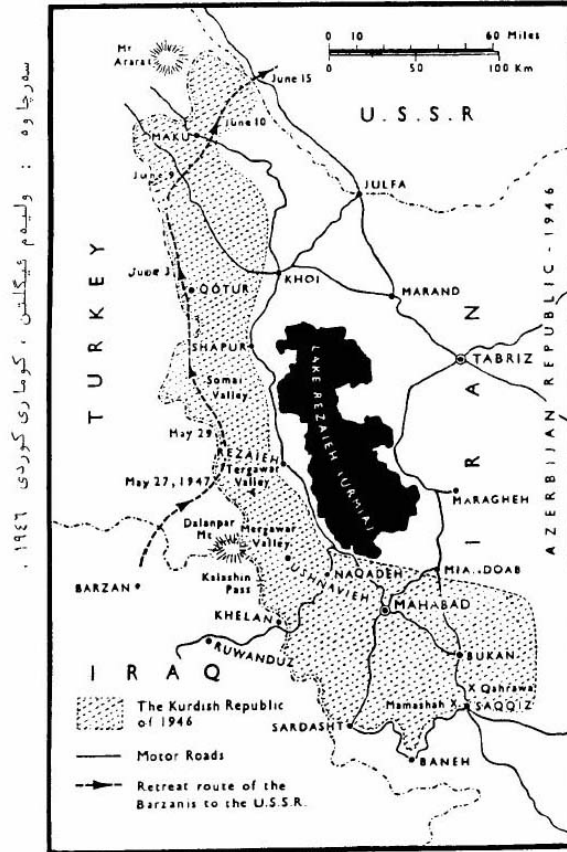 Mt
Ararat
0 10 60 Miles
0 50 100 Km
June 15
U.S.S.R
June 10
MAKU
June 9
JULFA
TURKEY
June 3
QOTUR
KHOI
MARAND
SHAPUR
TABRIZ
LAKE REZAIEH (URMIA)
Somai
Valley
IRAN
AZERBIJAN REPUBLIC-1946
May 29
REZAIEH
Tergawar
Valley
May 27, 1947
MARAGHEH
Dalanpar
Mt
Mergawar
Valley
Kalashin
Pass
USHNAVIEH
NAQADEH
MIANDOAB
BARZAN
MAHABAD
KHELAN
RUWANDUZ
BUKAN
IRAQ
X Qahrawa
Mamashah X
SAQQIZ
SARDASHT
BANEH
The Kurdish Republic
of 1946
Motor Roads
Retreat route of the
Barzanis to the U.S.S.R.
سەرچاوە : ولیەم ئیگلتن ، کوماری کوردی ١٩٤٦ .